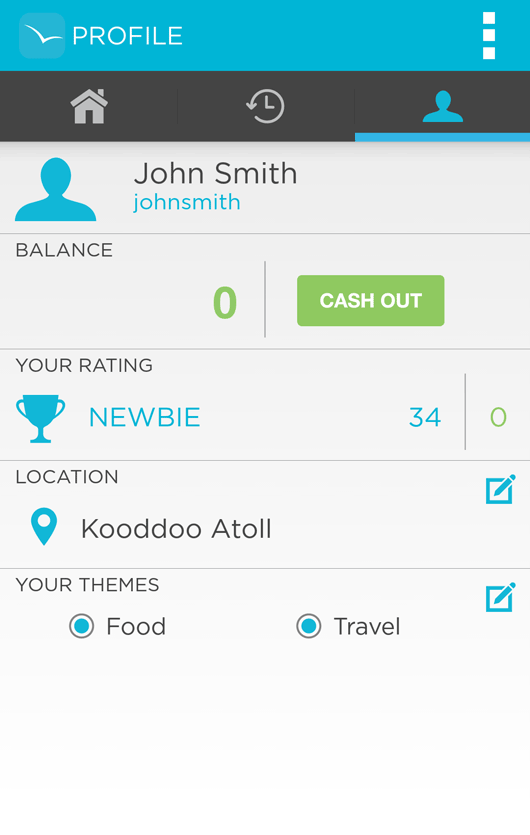 PROFILE
John Smith
johnsmith
BALANCE
0
CASH OUT
YOUR RATING
NEWBIE 34 0
LOCATION
Kooddoo Atoll
YOUR THEMES
Food Travel